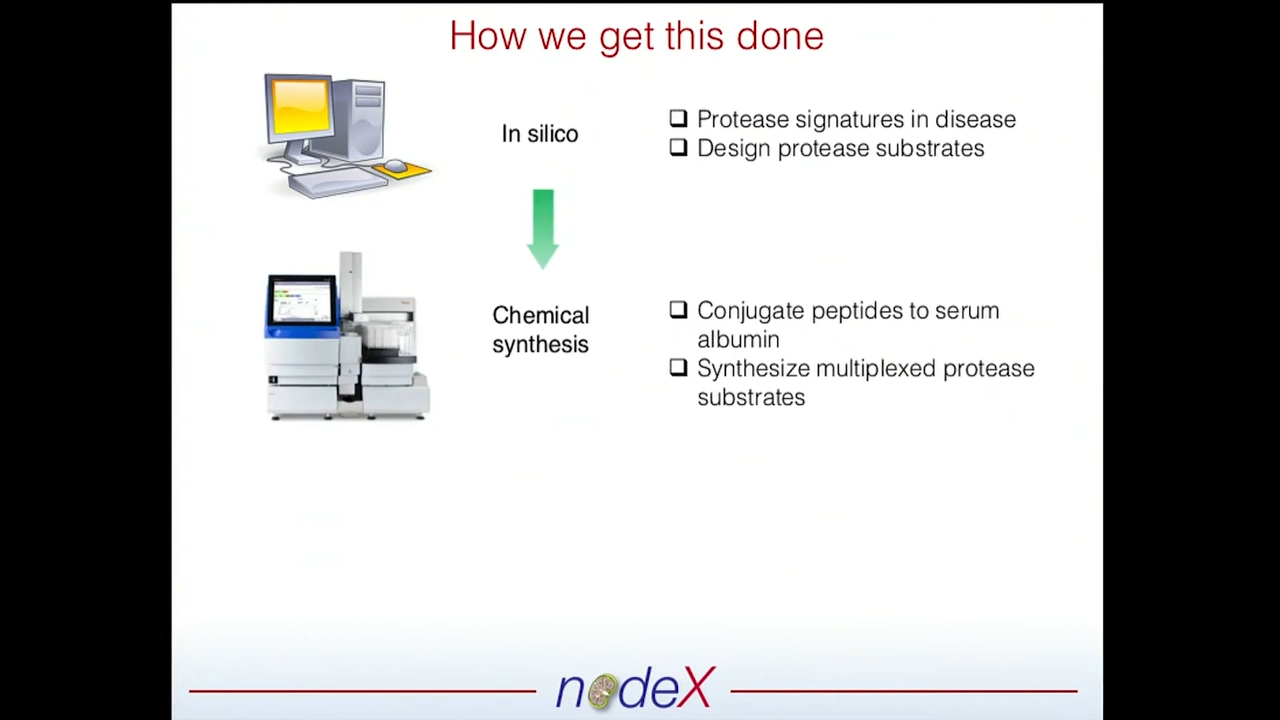 How we get this done
In silico
Protease signatures in disease
Design protease substrates
Chemical
synthesis
Conjugate peptides to serum
albumin
Synthesize multiplexed protease
substrates
nodeX